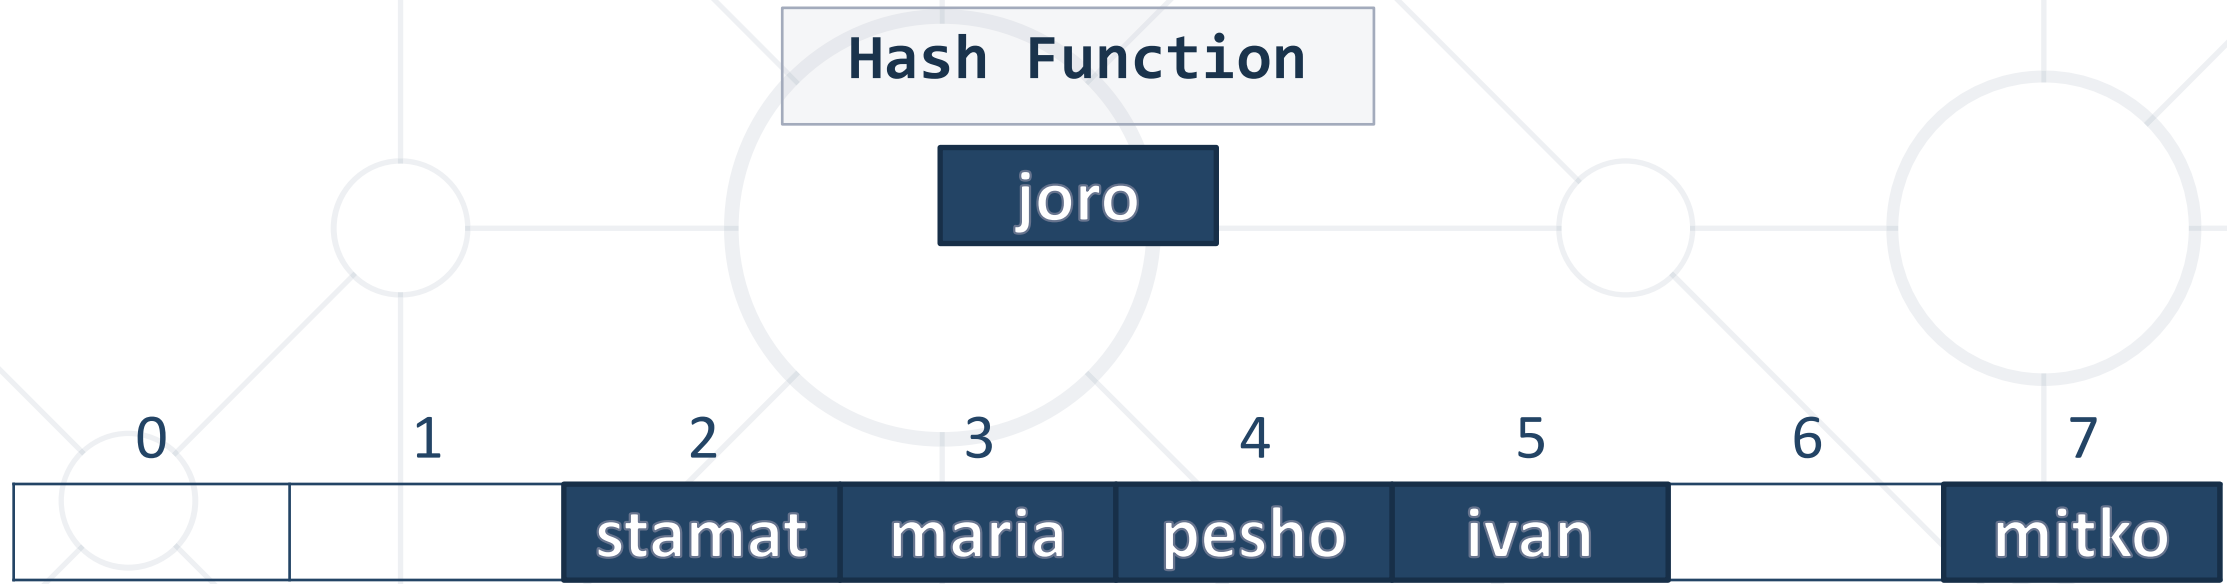 Hash Function
joro
0 1 2 3 4 5 6 7
stamat maria pesho ivan mitko